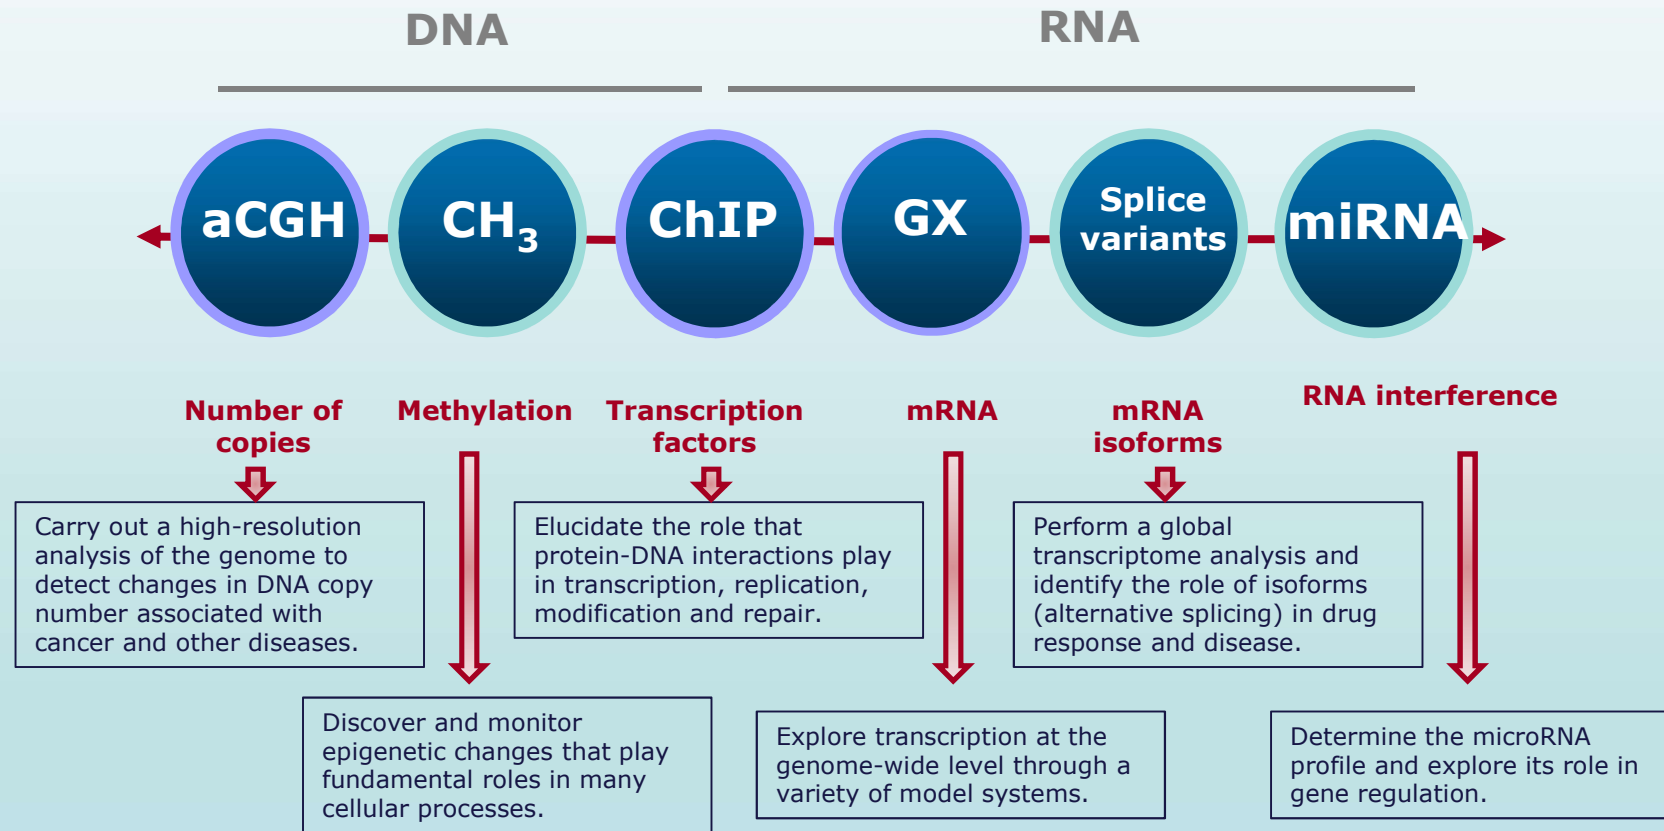 DNA
RNA
aCGH
CH₃
ChIP
GX
Splice
variants
miRNA
Number of
copies
Methylation
Transcription
factors
mRNA
mRNA
isoforms
RNA interference
Carry out a high-resolution
analysis of the genome to
detect changes in DNA copy
number associated with
cancer and other diseases.
Elucidate the role that
protein-DNA interactions play
in transcription, replication,
modification and repair.
Perform a global
transcriptome analysis and
identify the role of isoforms
(alternative splicing) in drug
response and disease.
Discover and monitor
epigenetic changes that play
fundamental roles in many
cellular processes.
Explore transcription at the
genome-wide level through a
variety of model systems.
Determine the microRNA
profile and explore its role in
gene regulation.